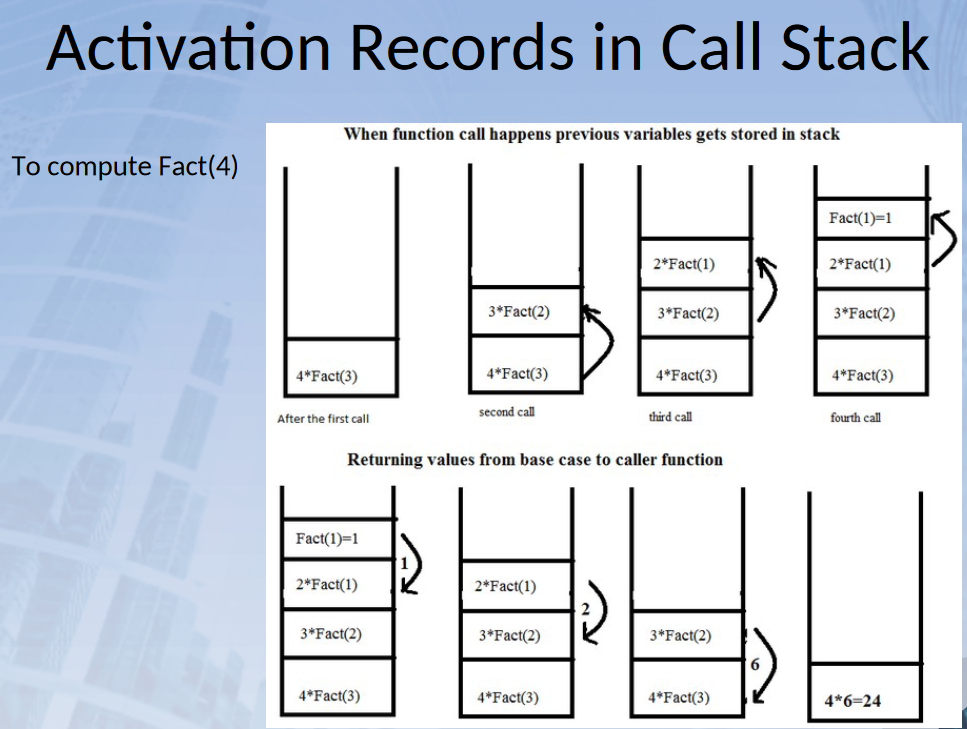 Activation Records in Call Stack
To compute Fact(4)
When function call happens previous variables gets stored in stack
4*Fact(3)
After the first call
3*Fact(2)
4*Fact(3)
second call
2*Fact(1)
3*Fact(2)
4*Fact(3)
third call
Fact(1)=1
2*Fact(1)
3*Fact(2)
4*Fact(3)
fourth call
Returning values from base case to caller function
Fact(1)=1
1
2*Fact(1)
3*Fact(2)
4*Fact(3)
2*Fact(1)
2
3*Fact(2)
4*Fact(3)
3*Fact(2)
6
4*Fact(3)
4*6=24